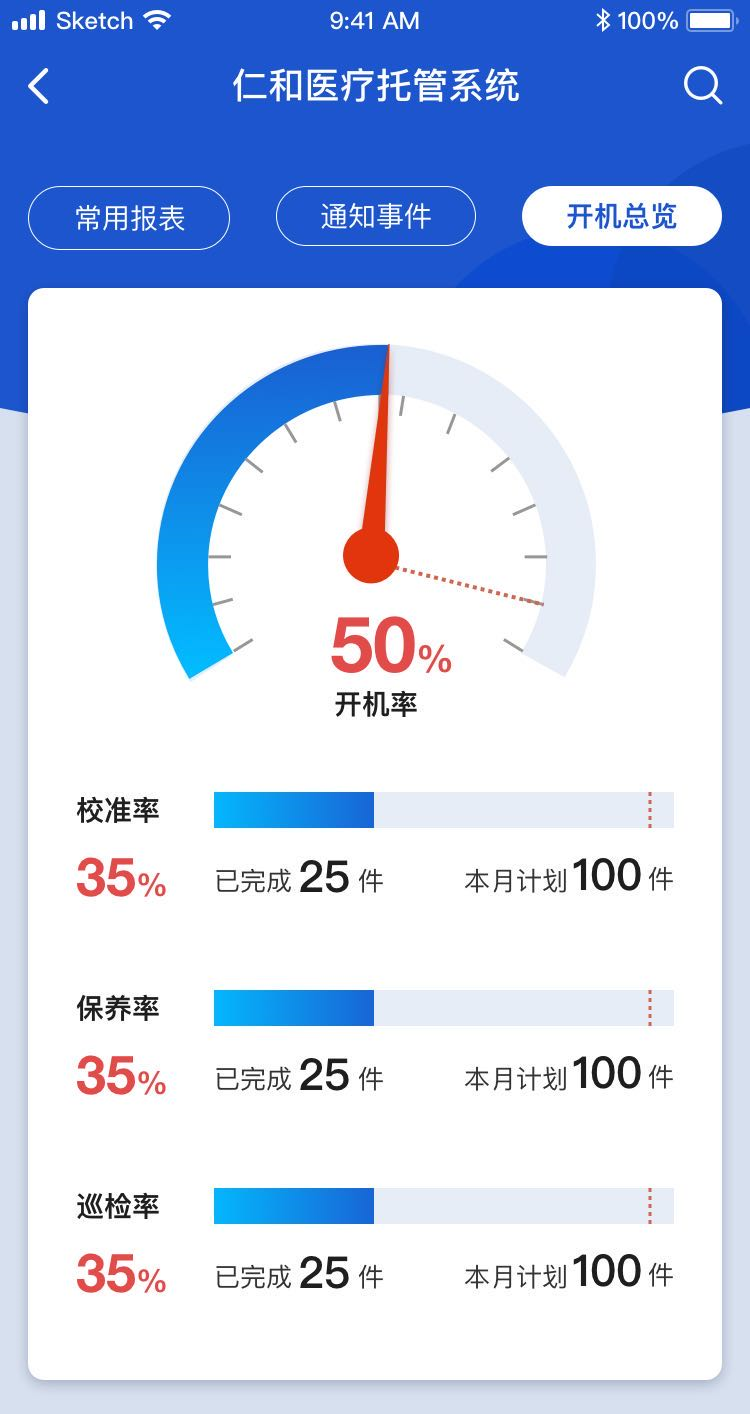 Sketch 9:41 AM 100%
仁和医疗托管系统
常用报表 通知事件 开机总览
50%
开机率
校准率
35% 已完成 25 件 本月计划 100 件
保养率
35% 已完成 25 件 本月计划 100 件
巡检率
35% 已完成 25 件 本月计划 100 件